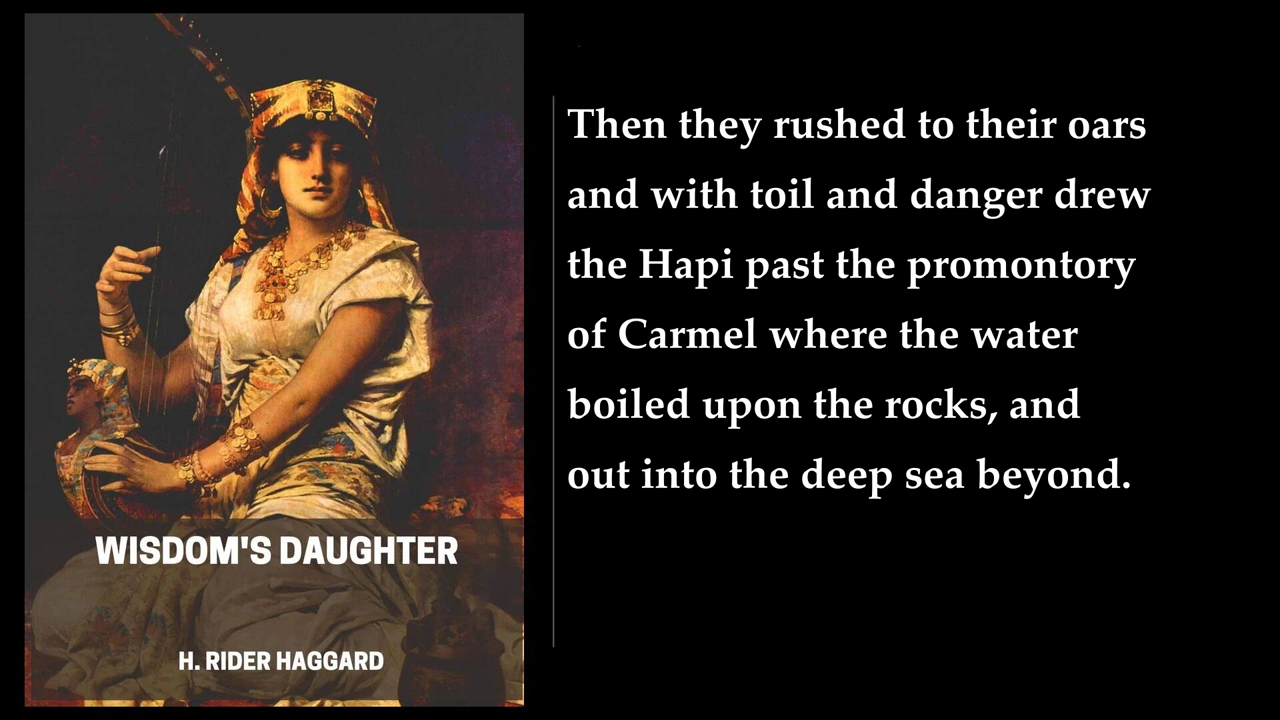 WISDOM'S DAUGHTER
H. RIDER HAGGARD
Then they rushed to their oars
and with toil and danger drew
the Hapi past the promontory
of Carmel where the water
boiled upon the rocks, and
out into the deep sea beyond.